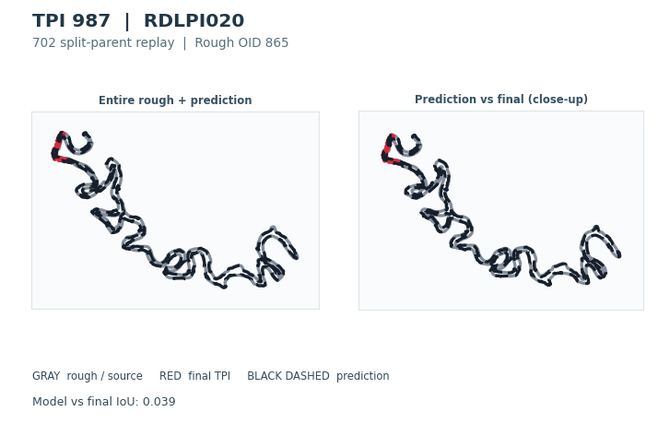 TPI 987 | RDLPI020
702 split-parent replay | Rough OID 865
Entire rough + prediction
Prediction vs final (close-up)
GRAY rough / source RED final TPI BLACK DASHED prediction
Model vs final IoU: 0.039